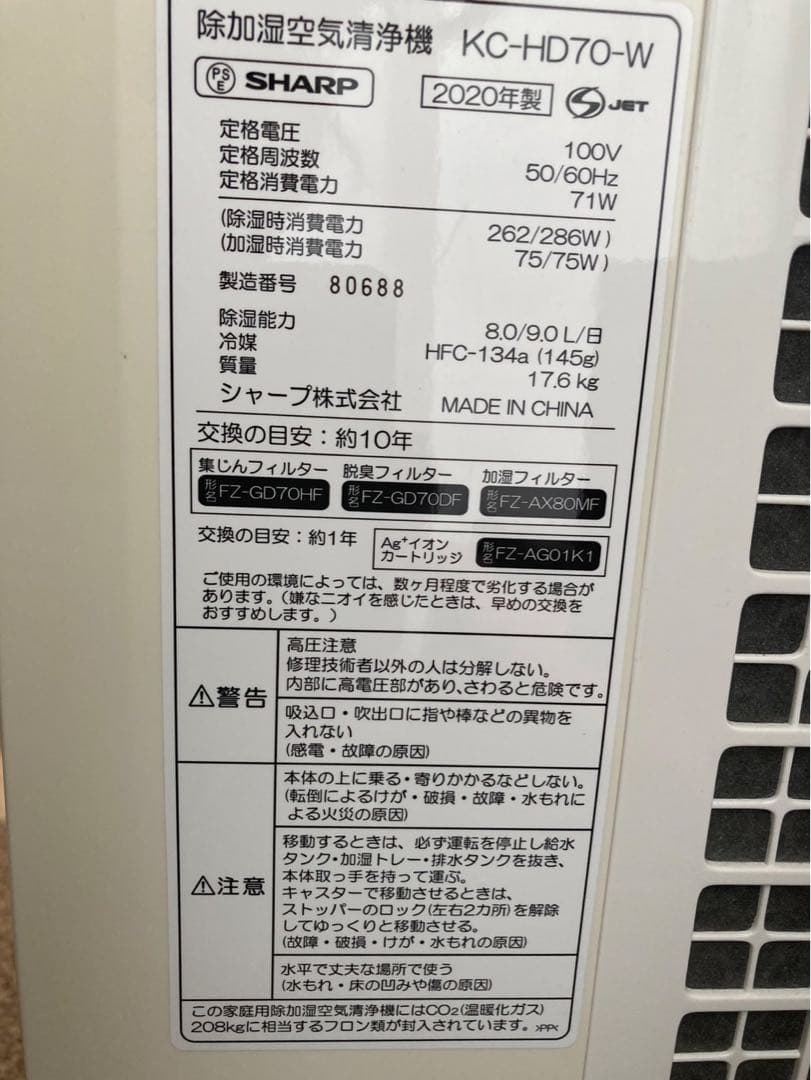 除加湿空気清浄機 KC-HD70-W
PS E SHARP 2020年製 S JET
定格電圧 100V
定格周波数 50/60Hz
定格消費電力 71W
(除湿時消費電力 262/286W)
(加湿時消費電力 75/75W)
製造番号 80688
除湿能力 8.0/9.0 L/日
冷媒 HFC-134a (145g)
質量 17.6 kg
シャープ株式会社 MADE IN CHINA
交換の目安:約10年
集じんフィルター 脱臭フィルター 加湿フィルター
形名 FZ-GD70HF 形名 FZ-GD70DF 形名 FZ-AX80MF
交換の目安:約1年 Ag⁺イオン
カートリッジ 形名 FZ-AG01K1
ご使用の環境によっては、数ヶ月程度で劣化する場合が
あります。(嫌なニオイを感じたときは、早めの交換を
おすすめします。)
⚠警告
高圧注意
修理技術者以外の人は分解しない。
内部に高電圧部があり、さわると危険です。
吸込口・吹出口に指や棒などの異物を
入れない
(感電・故障の原因)
⚠注意
本体の上に乗る・寄りかかるなどしない。
(転倒によるけが・破損・故障・水もれに
よる火災の原因)
移動するときは、必ず運転を停止し給水
タンク・加湿トレー・排水タンクを抜き、
本体取っ手を持って運ぶ。
キャスターで移動させるときは、
ストッパーのロック(左右2カ所)を解除
してゆっくりと移動させる。
(故障・破損・けが・水もれの原因)
水平で丈夫な場所で使う
(水もれ・床の凹みや傷の原因)
この家庭用除加湿空気清浄機にはCO₂(温暖化ガス)
208kgに相当するフロン類が封入されています。 >PP<